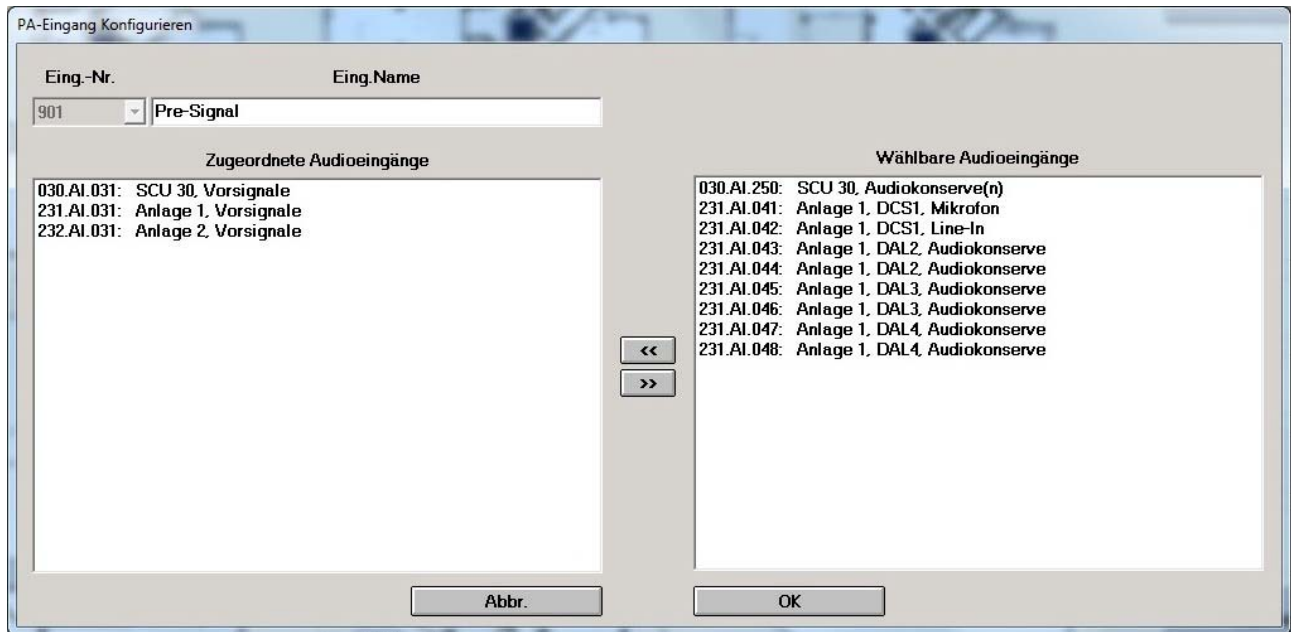 PA-Eingang Konfigurieren
Eing.-Nr. Eing.Name
901 Pre-Signal
Zugeordnete Audioeingänge
030.AI.031: SCU 30, Vorsignale
231.AI.031: Anlage 1, Vorsignale
232.AI.031: Anlage 2, Vorsignale
<<
>>
Wählbare Audioeingänge
030.AI.250: SCU 30, Audiokonserve(n)
231.AI.041: Anlage 1, DCS1, Mikrofon
231.AI.042: Anlage 1, DCS1, Line-In
231.AI.043: Anlage 1, DAL2, Audiokonserve
231.AI.044: Anlage 1, DAL2, Audiokonserve
231.AI.045: Anlage 1, DAL3, Audiokonserve
231.AI.046: Anlage 1, DAL3, Audiokonserve
231.AI.047: Anlage 1, DAL4, Audiokonserve
231.AI.048: Anlage 1, DAL4, Audiokonserve
Abbr. OK